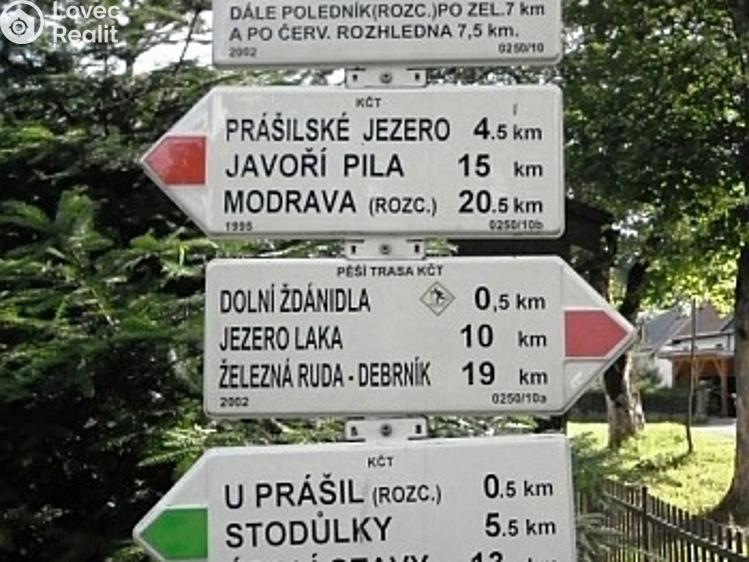 Lovec
Realit
DÁLE POLEDNÍK(ROZC.)PO ZEL.7 km
A PO ČERV. ROZHLEDNA 7,5 km.
2002 0250/10
KČT
PRÁŠILSKÉ JEZERO 4.5 km
JAVOŘÍ PILA 15 km
MODRAVA (ROZC.) 20.5 km
1995 0250/10b
PĚŠÍ TRASA KČT
DOLNÍ ŽDÁNIDLA 0,5 km
JEZERO LAKA 10 km
ŽELEZNÁ RUDA - DEBRNÍK 19 km
2002 0250/10a
KČT
U PRÁŠIL (ROZC.) 0.5 km
STODŮLKY 5.5 km
13 km